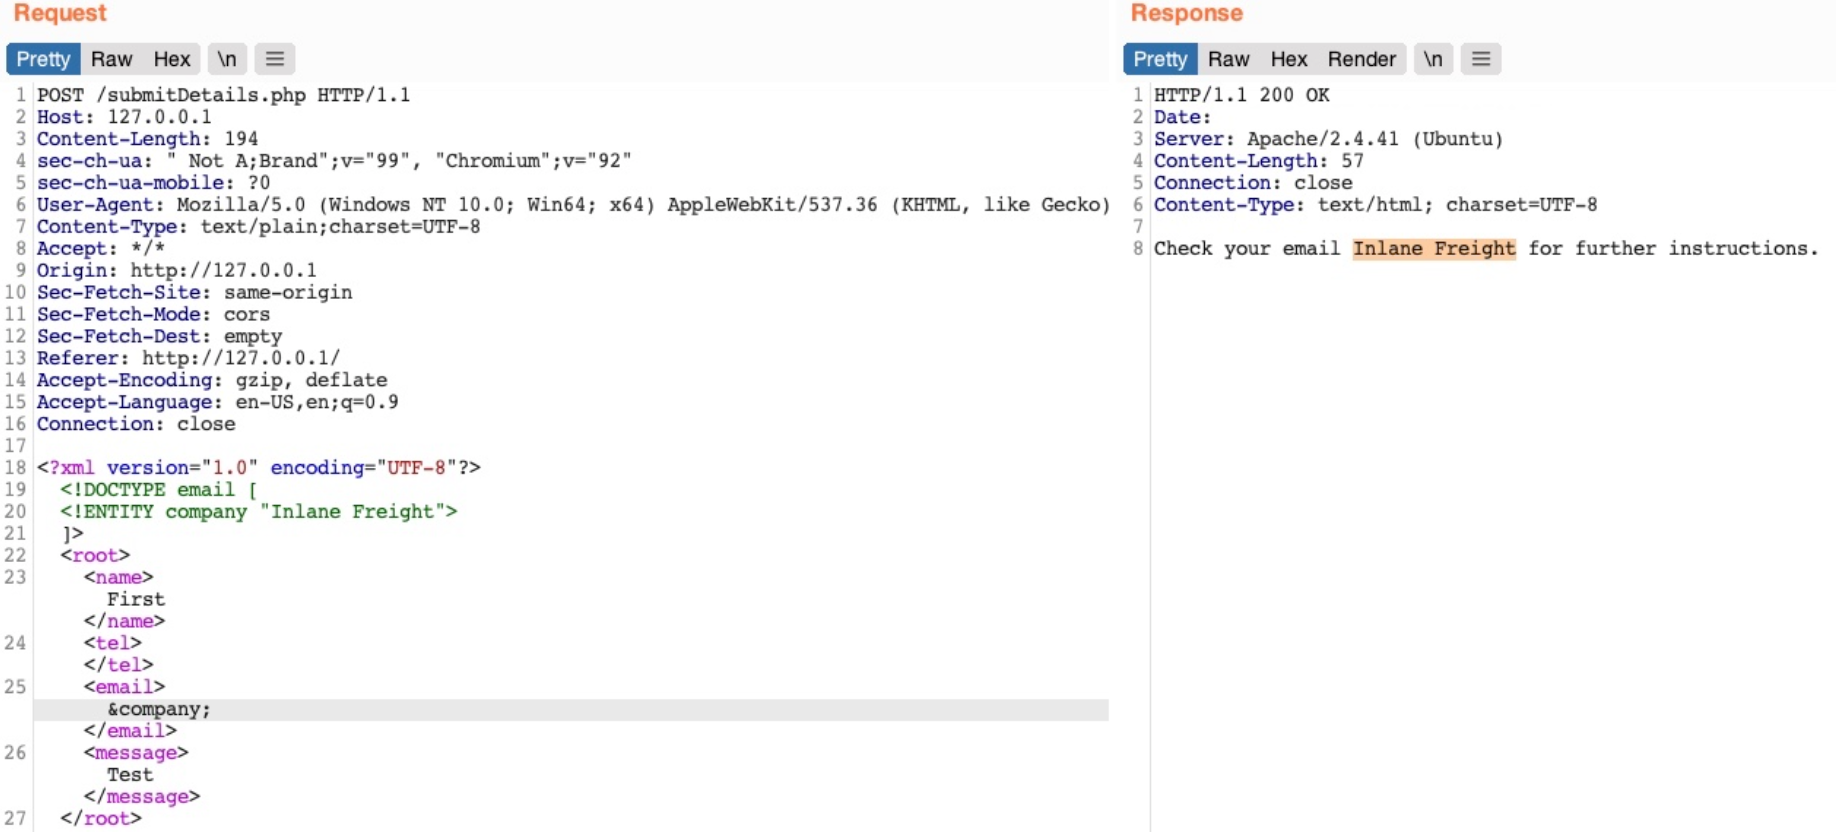 Request
Pretty Raw Hex \n ≡
1 POST /submitDetails.php HTTP/1.1
2 Host: 127.0.0.1
3 Content-Length: 194
4 sec-ch-ua: " Not A;Brand";v="99", "Chromium";v="92"
5 sec-ch-ua-mobile: ?0
6 User-Agent: Mozilla/5.0 (Windows NT 10.0; Win64; x64) AppleWebKit/537.36 (KHTML, like Gecko)
7 Content-Type: text/plain;charset=UTF-8
8 Accept: */*
9 Origin: http://127.0.0.1
10 Sec-Fetch-Site: same-origin
11 Sec-Fetch-Mode: cors
12 Sec-Fetch-Dest: empty
13 Referer: http://127.0.0.1/
14 Accept-Encoding: gzip, deflate
15 Accept-Language: en-US,en;q=0.9
16 Connection: close
17
18 <?xml version="1.0" encoding="UTF-8"?>
19 <!DOCTYPE email [
20 <!ENTITY company "Inlane Freight">
21 ]>
22 <root>
23 <name>
First
</name>
24 <tel>
</tel>
25 <email>
&company;
</email>
26 <message>
Test
</message>
27 </root>
Response
Pretty Raw Hex Render \n ≡
1 HTTP/1.1 200 OK
2 Date:
3 Server: Apache/2.4.41 (Ubuntu)
4 Content-Length: 57
5 Connection: close
6 Content-Type: text/html; charset=UTF-8
7
8 Check your email Inlane Freight for further instructions.